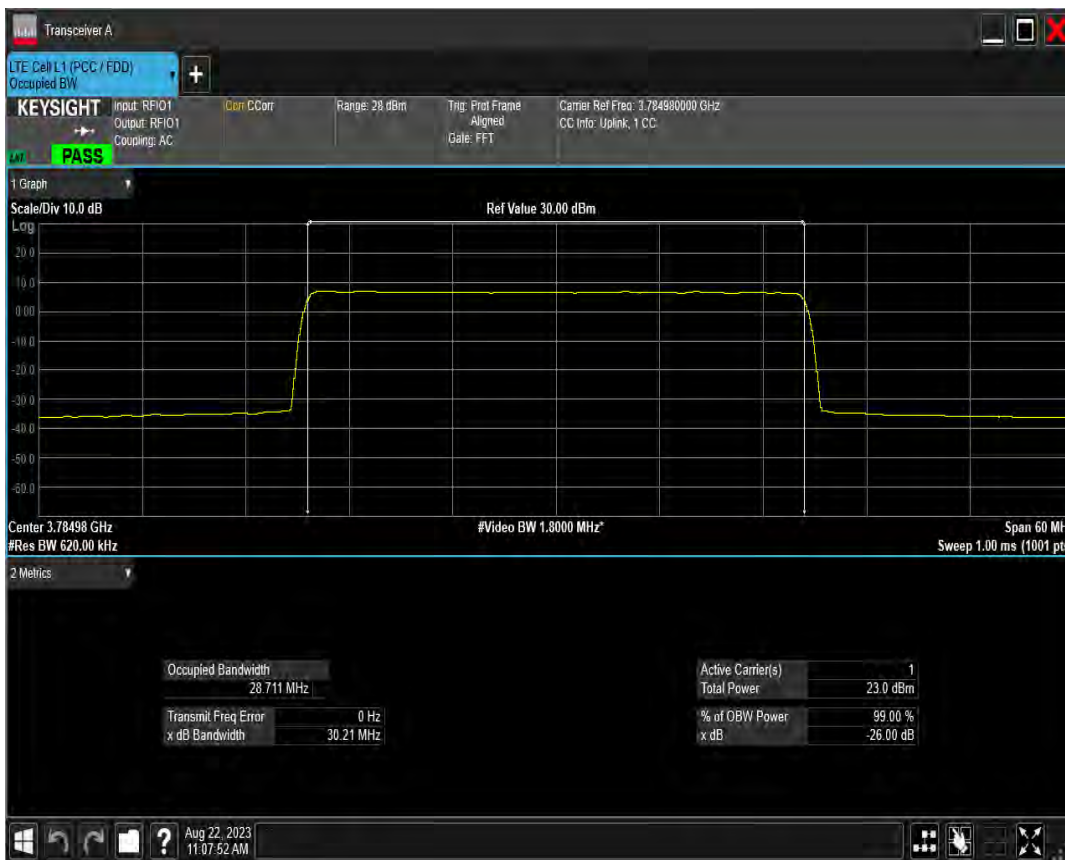 Transceiver A
LTE Cell L1 (PCC / FDD)
Occupied BW
+
KEYSIGHT
PASS
Input: RFIO1
Output: RFIO1
Coupling: AC
Corr CCorr
Range: 28 dBm
Trig: Prot Frame
Aligned
Gate: FFT
Carrier Ref Freq: 3.784980000 GHz
CC Info: Uplink, 1 CC
1 Graph
Scale/Div 10.0 dB
Ref Value 30.00 dBm
Log
20.0
10.0
0.00
-10.0
-20.0
-30.0
-40.0
-50.0
-60.0
Center 3.78498 GHz
#Video BW 1.8000 MHz*
Span 60 MH
#Res BW 620.00 kHz
Sweep 1.00 ms (1001 pt
2 Metrics
Occupied Bandwidth
28.711 MHz
Transmit Freq Error 0 Hz
x dB Bandwidth 30.21 MHz
Active Carrier(s) 1
Total Power 23.0 dBm
% of OBW Power 99.00 %
x dB -26.00 dB
?
Aug 22, 2023
11:07:52 AM